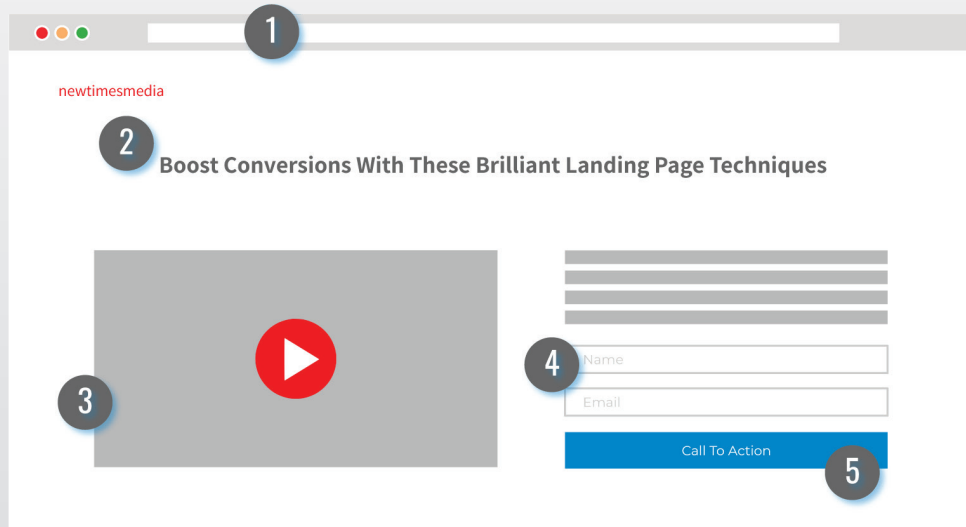 1
newtimesmedia
2
Boost Conversions With These Brilliant Landing Page Techniques
3
4
Name
Email
Call To Action
5